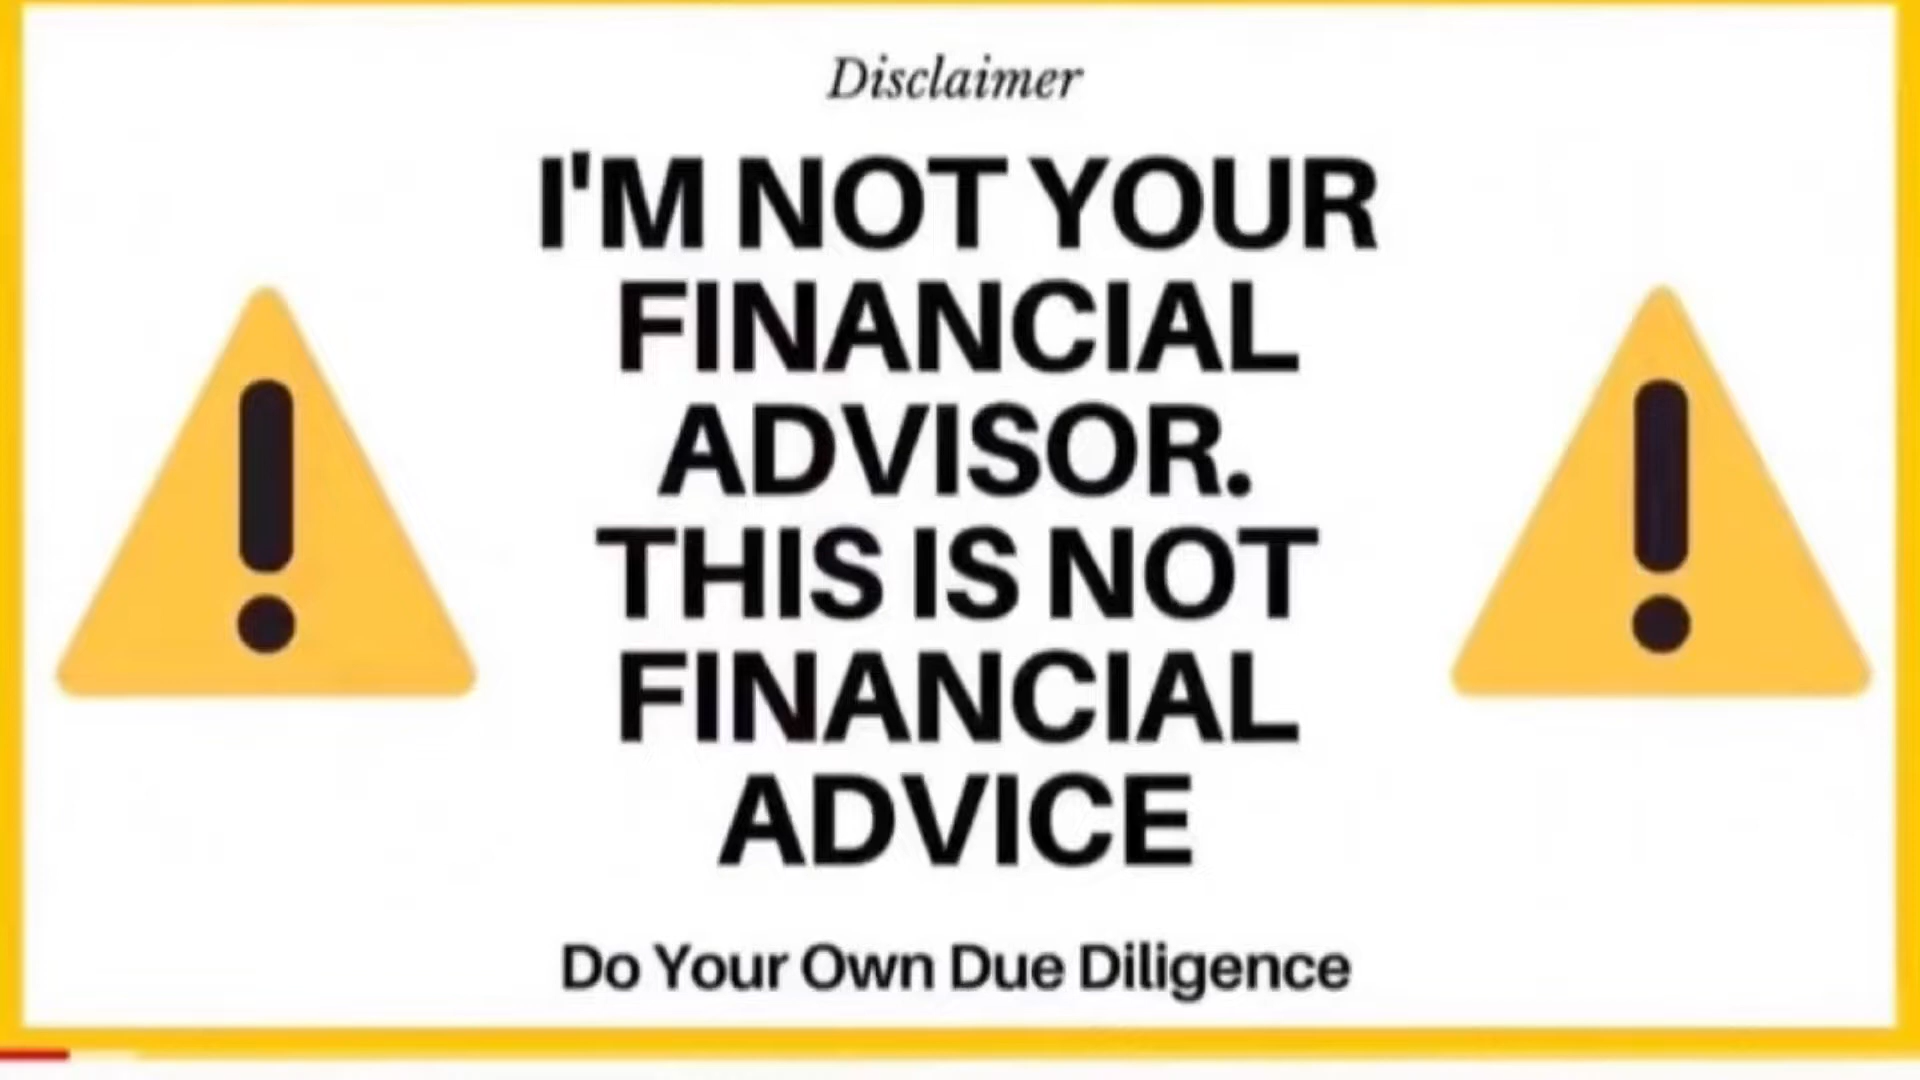 Disclaimer
I'M NOT YOUR
FINANCIAL
ADVISOR.
THIS IS NOT
FINANCIAL
ADVICE
Do Your Own Due Diligence